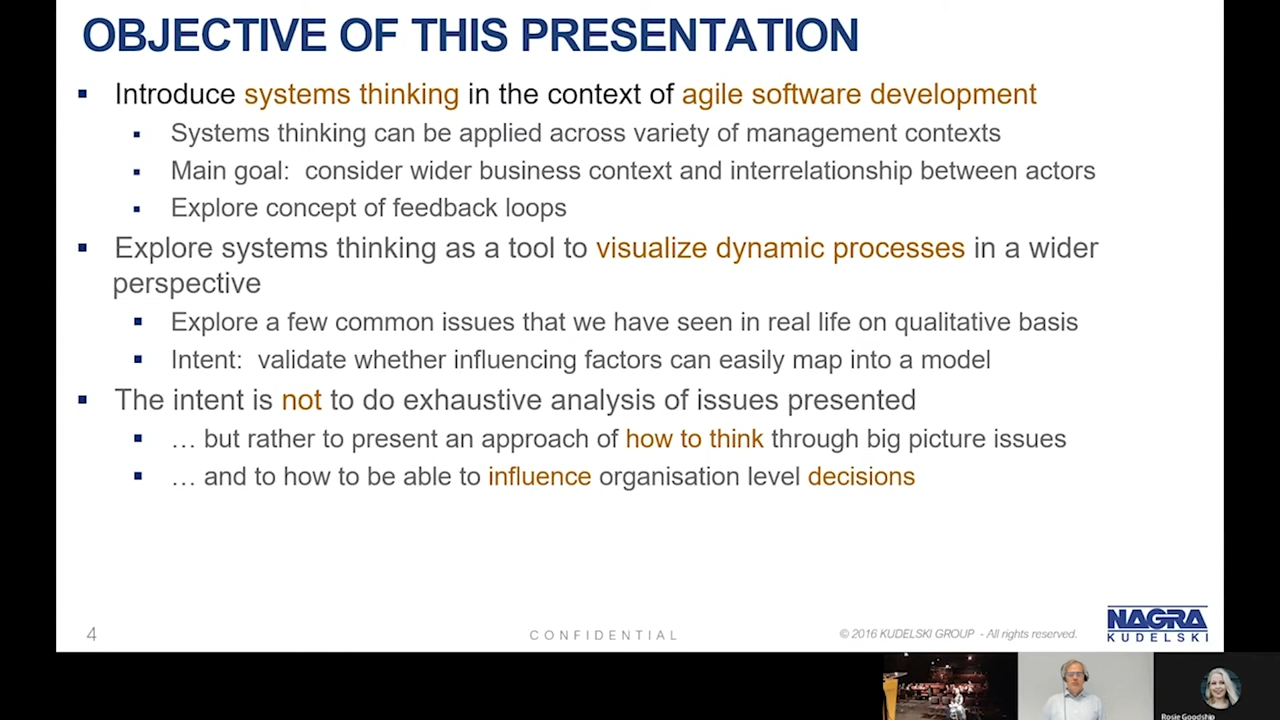 OBJECTIVE OF THIS PRESENTATION
Introduce systems thinking in the context of agile software development
Systems thinking can be applied across variety of management contexts
Main goal: consider wider business context and interrelationship between actors
Explore concept of feedback loops
Explore systems thinking as a tool to visualize dynamic processes in a wider
perspective
Explore a few common issues that we have seen in real life on qualitative basis
Intent: validate whether influencing factors can easily map into a model
The intent is not to do exhaustive analysis of issues presented
… but rather to present an approach of how to think through big picture issues
… and to how to be able to influence organisation level decisions
4
CONFIDENTIAL
© 2016 KUDELSKI GROUP - All rights reserved.
NAGRA
KUDELSKI
Rosie Goodship